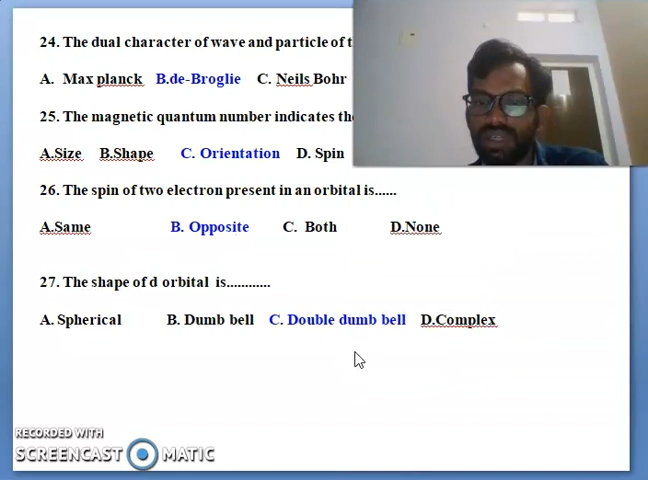 24. The dual character of wave and particle of
A. Max planck B.de-Broglie C. Neils Bohr
25. The magnetic quantum number indicates
A.Size B.Shape C. Orientation D. Spin
26. The spin of two electron present in an orbital is......
A.Same B. Opposite C. Both D.None
27. The shape of d orbital is............
A. Spherical B. Dumb bell C. Double dumb bell D.Complex
RECORDED WITH
SCREENCAST MATIC